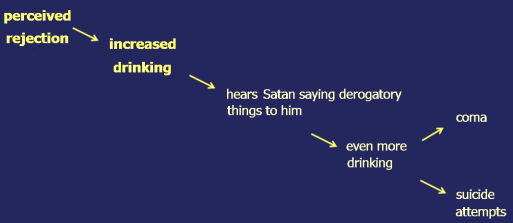 perceived
rejection
increased
drinking
hears Satan saying derogatory
things to him
even more
drinking
coma
suicide
attempts